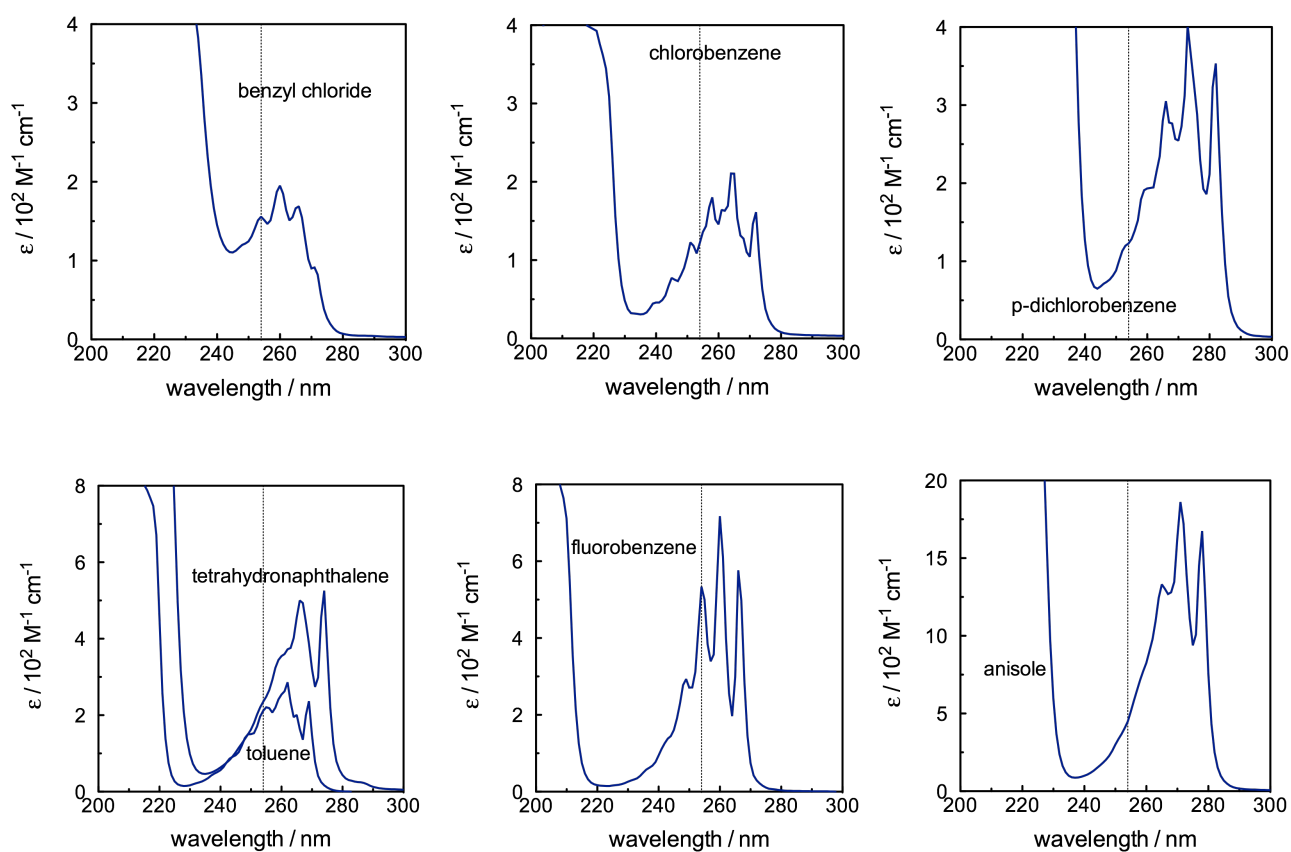 4
3
2
1
0
ε / 10² M⁻¹ cm⁻¹
benzyl chloride
200 220 240 260 280 300
wavelength / nm
4
3
2
1
0
ε / 10² M⁻¹ cm⁻¹
chlorobenzene
200 220 240 260 280 300
wavelength / nm
4
3
2
1
0
ε / 10² M⁻¹ cm⁻¹
p-dichlorobenzene
200 220 240 260 280 300
wavelength / nm
8
6
4
2
0
ε / 10² M⁻¹ cm⁻¹
tetrahydronaphthalene
toluene
200 220 240 260 280 300
wavelength / nm
8
6
4
2
0
ε / 10² M⁻¹ cm⁻¹
fluorobenzene
200 220 240 260 280 300
wavelength / nm
20
15
10
5
0
ε / 10² M⁻¹ cm⁻¹
anisole
200 220 240 260 280 300
wavelength / nm